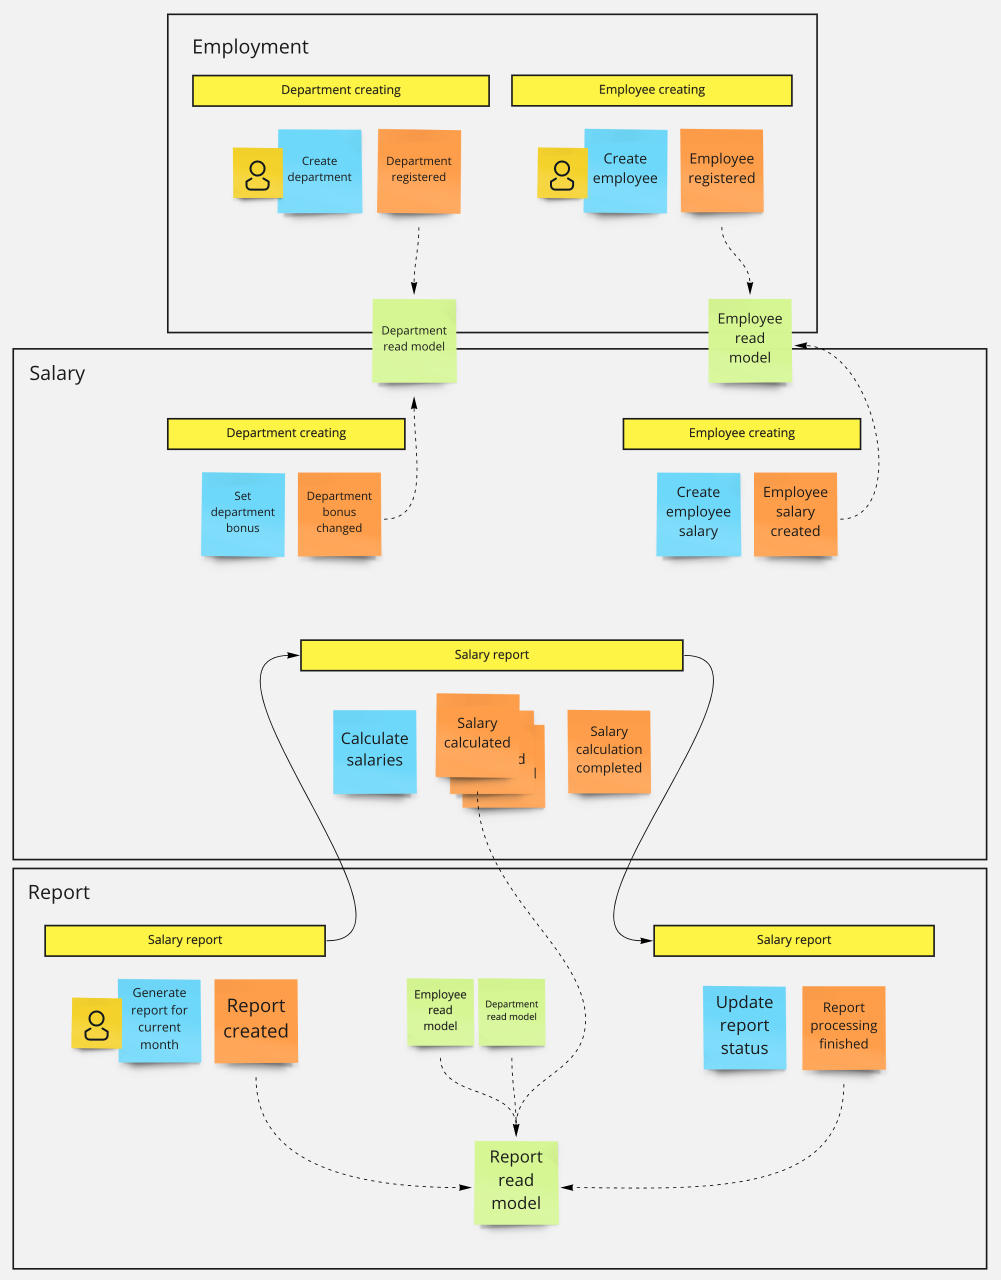 Employment
Department creating
Employee creating
Create
department
Department
registered
Create
employee
Employee
registered
Department
read model
Employee
read
model
Salary
Department creating
Employee creating
Set
department
bonus
Department
bonus
changed
Create
employee
salary
Employee
salary
created
Salary report
Calculate
salaries
Salary
calculated
d
Salary
calculation
completed
Report
Salary report
Salary report
Generate
report for
current
month
Report
created
Employee
read
model
Department
read model
Update
report
status
Report
processing
finished
Report
read
model